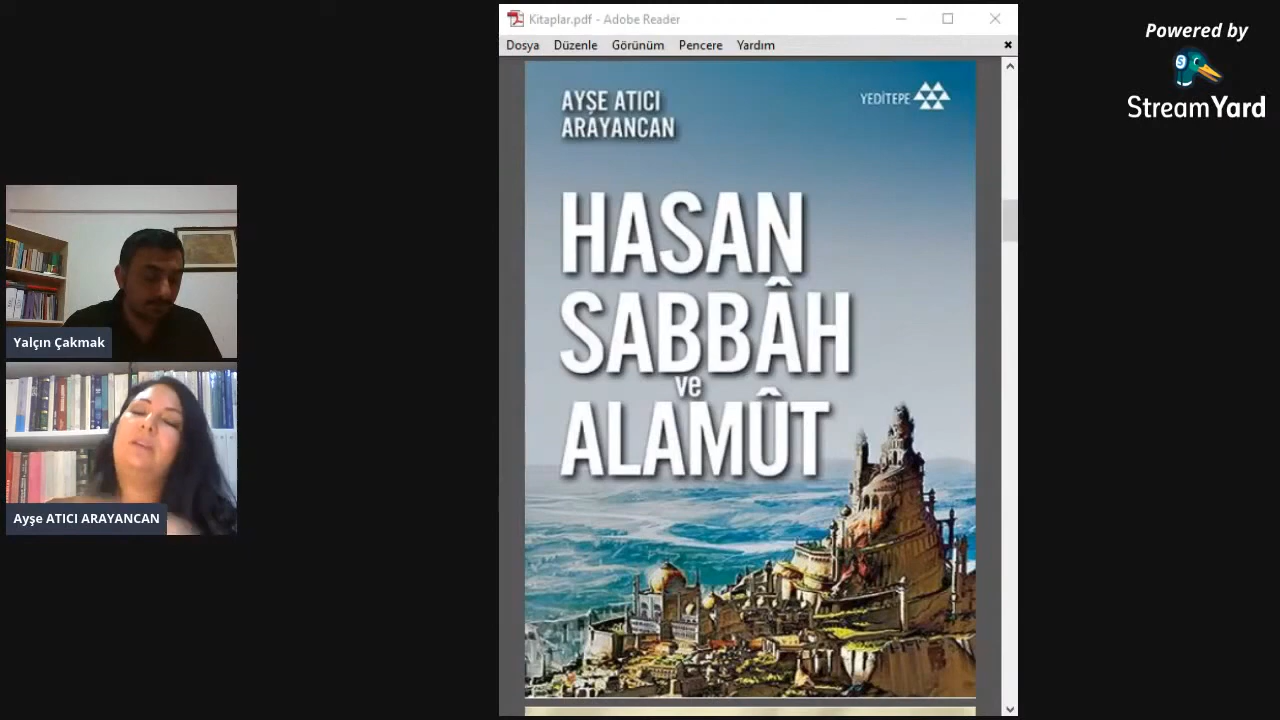 Kitaplar.pdf - Adobe Reader
Dosya Düzenle Görünüm Pencere Yardım
AYŞE ATICI
ARAYANCAN
YEDİTEPE
HASAN
SABBÂH
ve
ALAMÛT
Yalçın Çakmak
Ayşe ATICI ARAYANCAN
Powered by
StreamYard